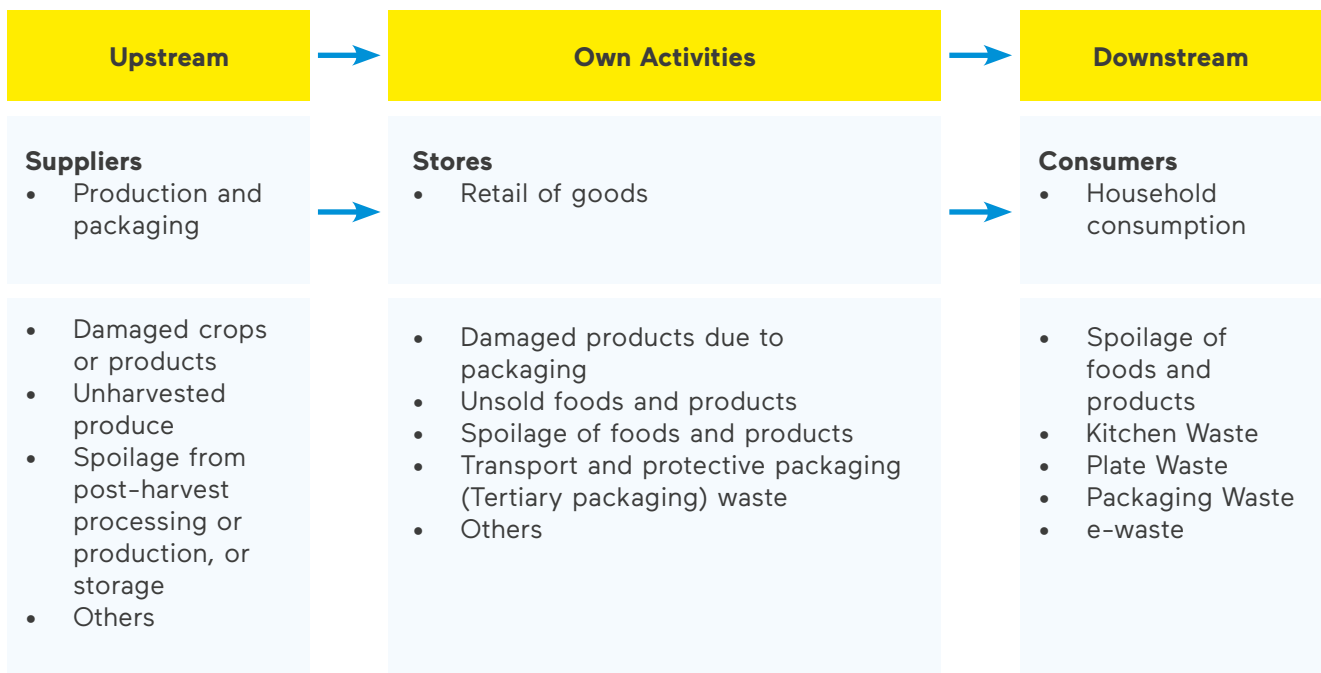 Upstream
Own Activities
Downstream
Suppliers
• Production and
packaging
Stores
• Retail of goods
Consumers
• Household
consumption
• Damaged crops
or products
• Unharvested
produce
• Spoilage from
post-harvest
processing or
production, or
storage
• Others
• Damaged products due to
packaging
• Unsold foods and products
• Spoilage of foods and products
• Transport and protective packaging
(Tertiary packaging) waste
• Others
• Spoilage of
foods and
products
• Kitchen Waste
• Plate Waste
• Packaging Waste
• e-waste